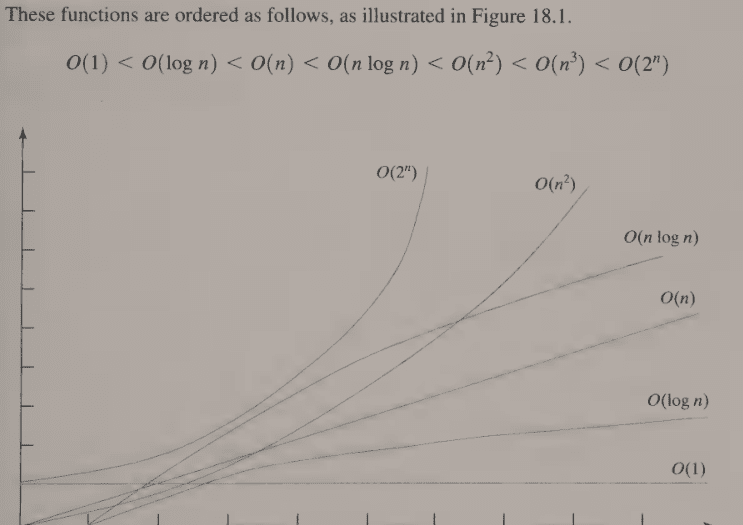 These functions are ordered as follows, as illustrated in Figure 18.1.
O(1) < O(log n) < O(n) < O(n log n) < O(n²) < O(n³) < O(2ⁿ)
O(2ⁿ)
O(n²)
O(n log n)
O(n)
O(log n)
O(1)